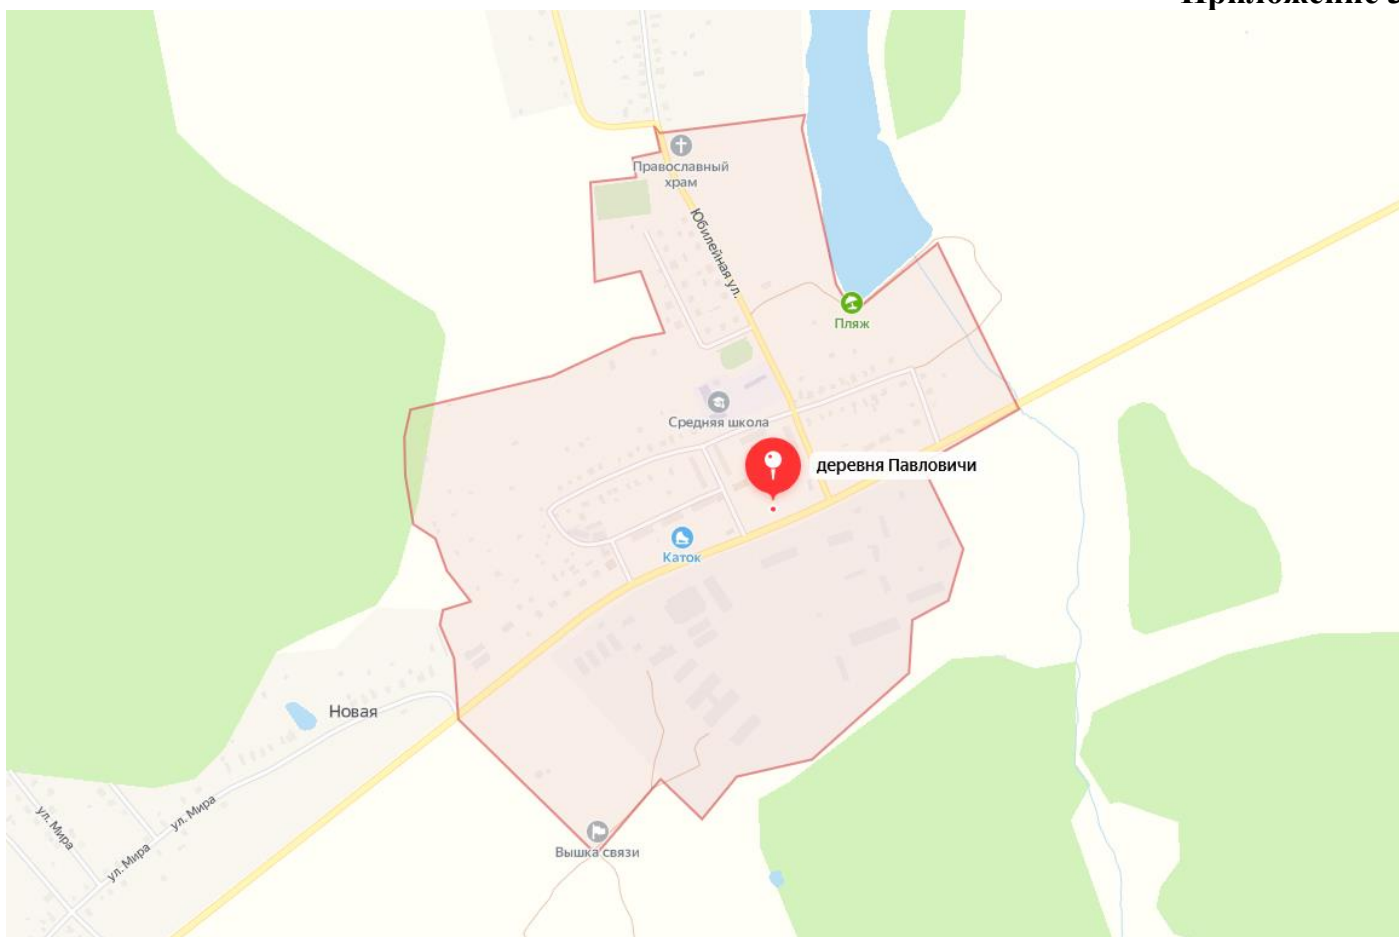 Приложение
Православный
храм
Юбилейная ул.
Пляж
Средняя школа
деревня Павловичи
Каток
Новая
ул. Мира
ул. Мира
ул. Мира
Вышка связи